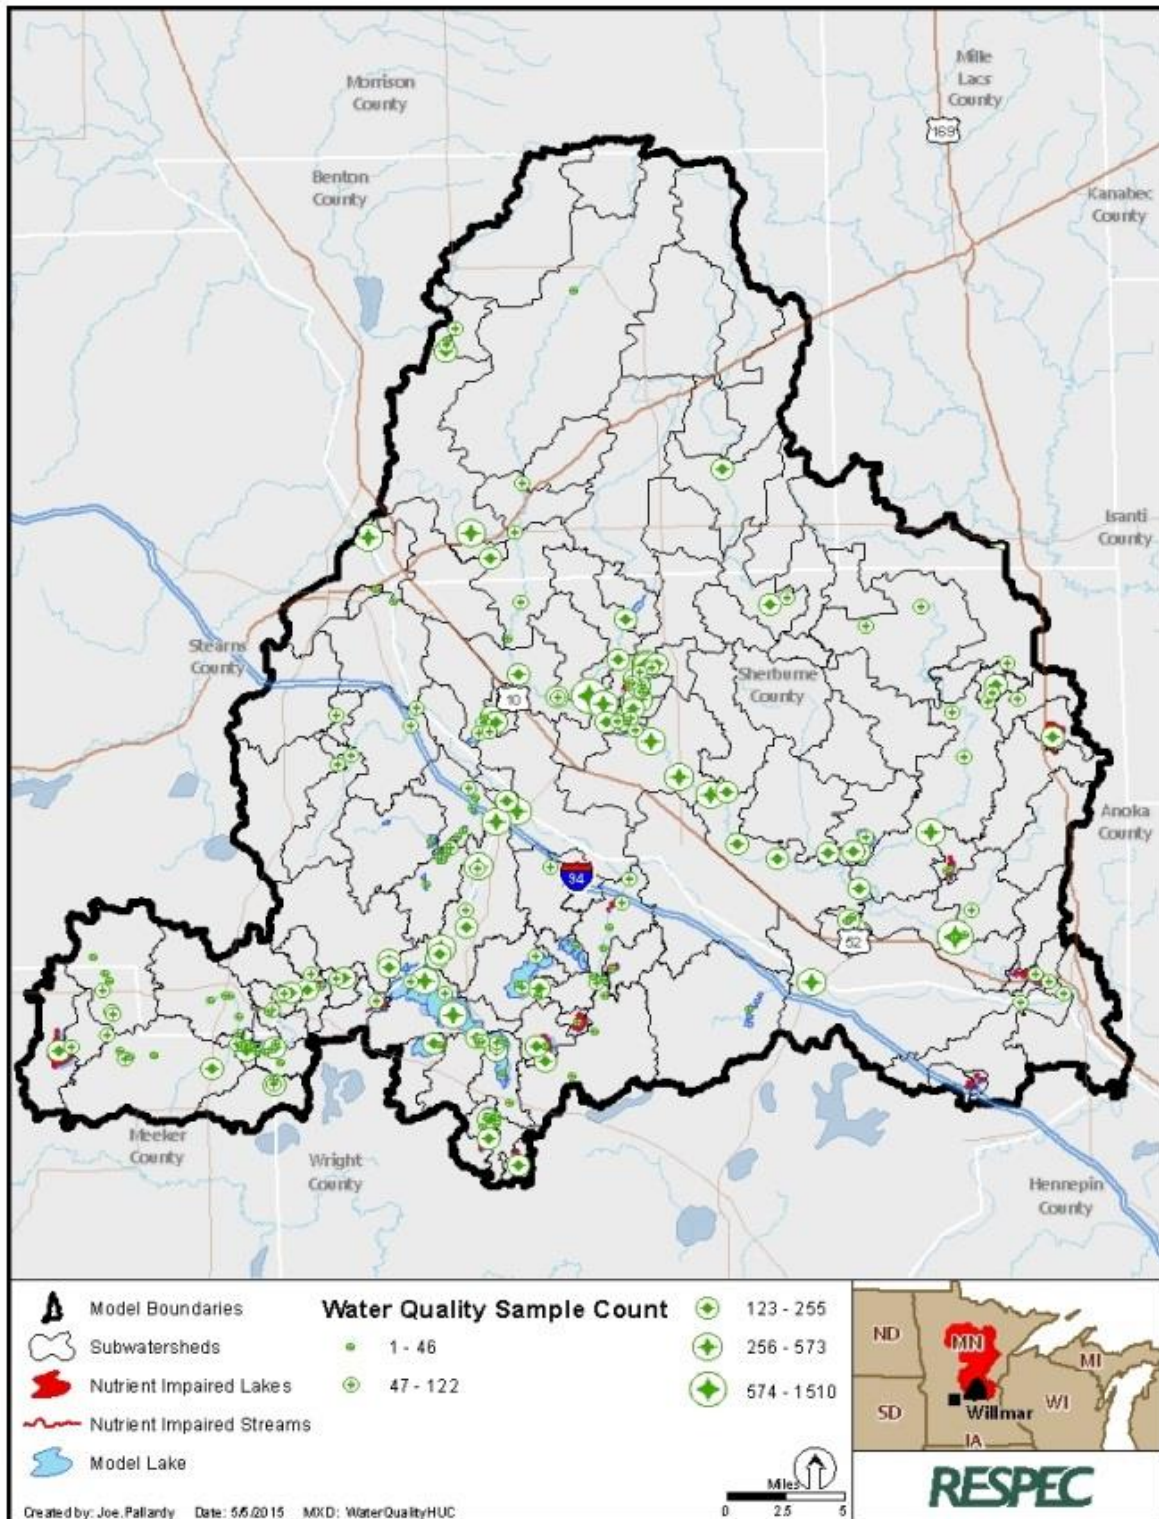 Morrison
County
Mille
Lacs
County
169
Benton
County
Kanabec
County
Isanti
County
Stearns
County
Sherburne
County
10
Anoka
County
94
52
Meeker
County
Wright
County
Hennepin
County
Model Boundaries
Subwatersheds
Nutrient Impaired Lakes
Nutrient Impaired Streams
Model Lake
Water Quality Sample Count
1 - 46
47 - 122
123 - 255
256 - 573
574 - 1510
Miles
0 2.5 5
ND
MN
MI
SD
WI
Willmar
IA
RESPEC
Created by: Joe.Pallardy Date: 5/5/2015 MXD: WaterQualityHUC